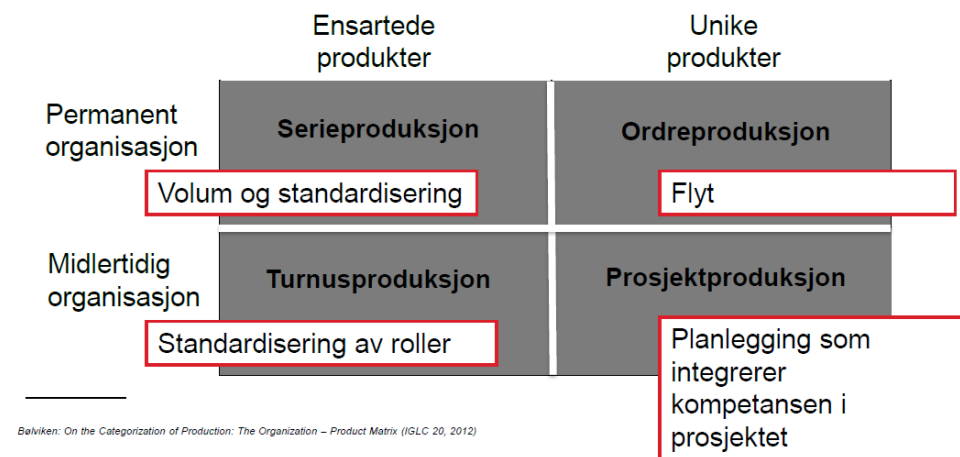 Ensartede
produkter
Unike
produkter
Permanent
organisasjon
Serieproduksjon
Ordreproduksjon
Volum og standardisering
Flyt
Midlertidig
organisasjon
Turnusproduksjon
Prosjektproduksjon
Standardisering av roller
Planlegging som
integrerer
kompetansen i
prosjektet
Bølviken: On the Categorization of Production: The Organization – Product Matrix (IGLC 20, 2012)